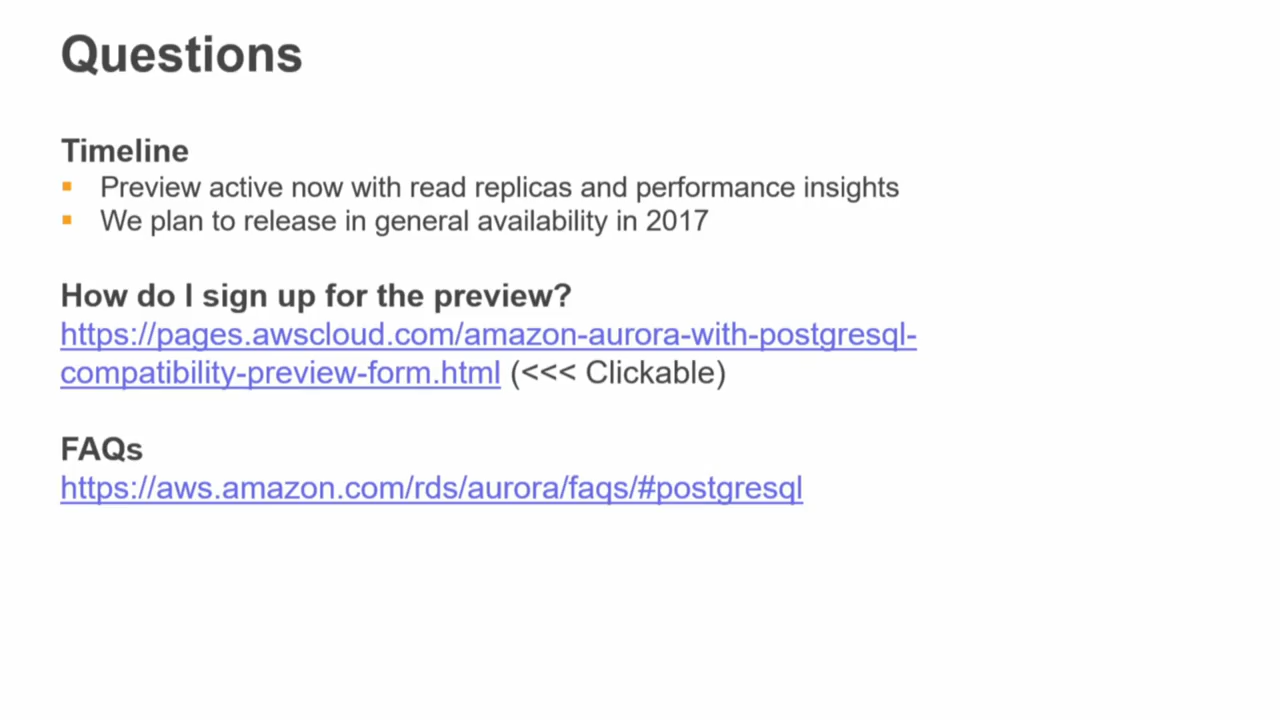 Questions
Timeline
▪ Preview active now with read replicas and performance insights
▪ We plan to release in general availability in 2017
How do I sign up for the preview?
https://pages.awscloud.com/amazon-aurora-with-postgresql-
compatibility-preview-form.html (<<< Clickable)
FAQs
https://aws.amazon.com/rds/aurora/faqs/#postgresql